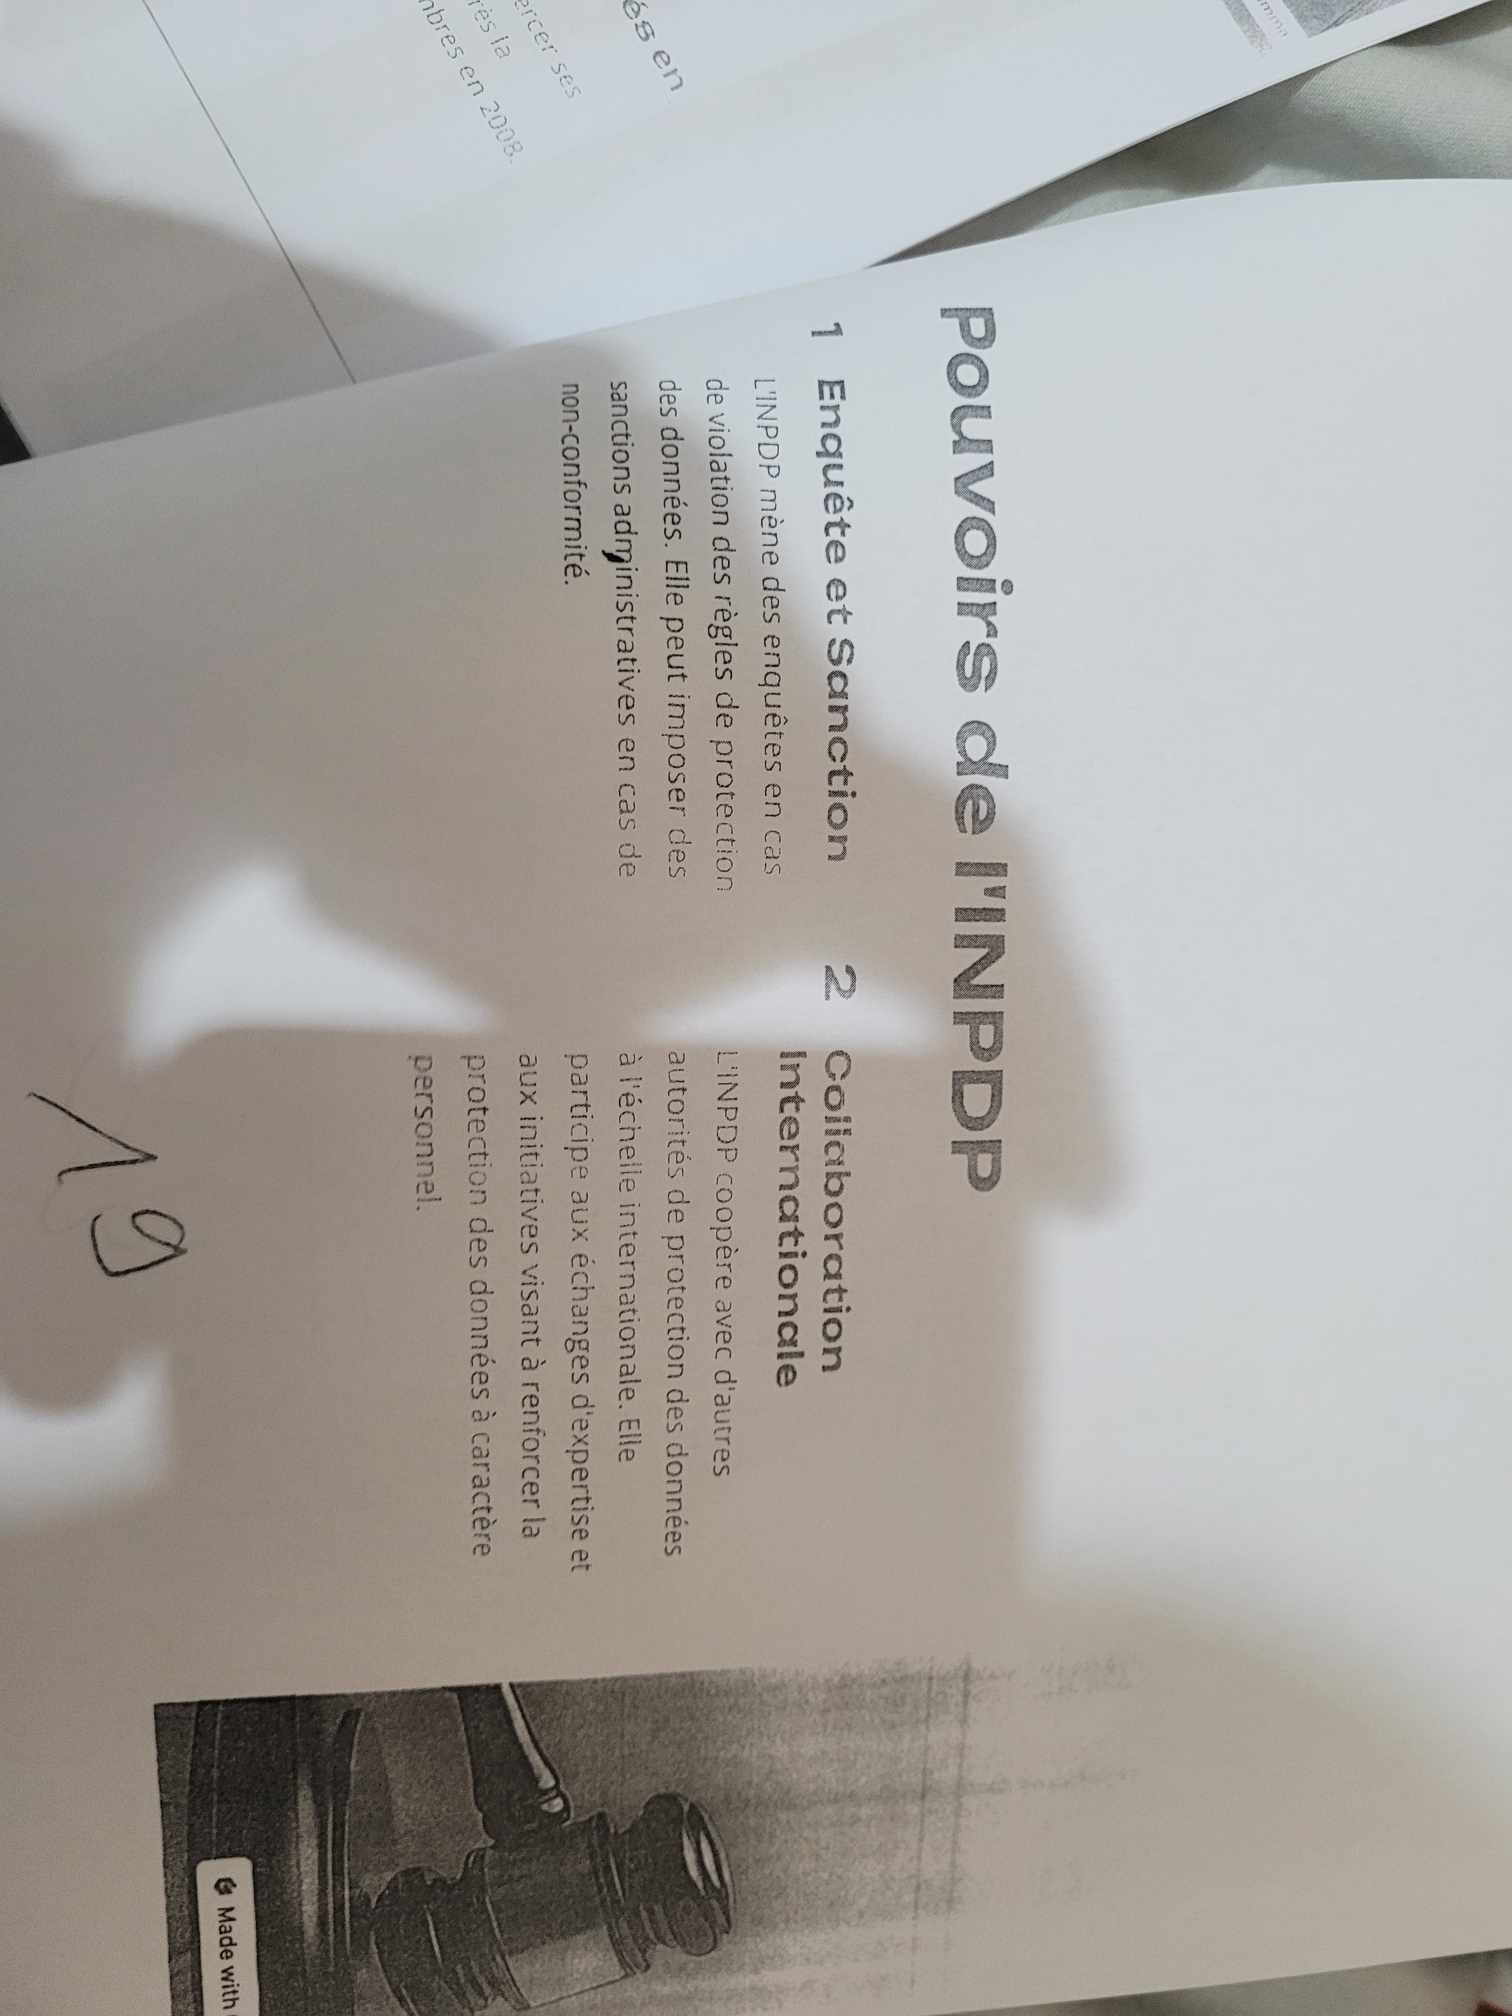 Pouvoirs de l'INPDP
1 Enquête et Sanction
L'INPDP mène des enquêtes en cas
de violation des règles de protection
des données. Elle peut imposer des
sanctions administratives en cas de
non-conformité.
2 Collaboration
Internationale
L'INPDP coopère avec d'autres
autorités de protection des données
à l'échelle internationale. Elle
participe aux échanges d'expertise et
aux initiatives visant à renforcer la
protection des données à caractère
personnel.
Made with
19
és en
ercer ses
rès la
mbres en 2008.